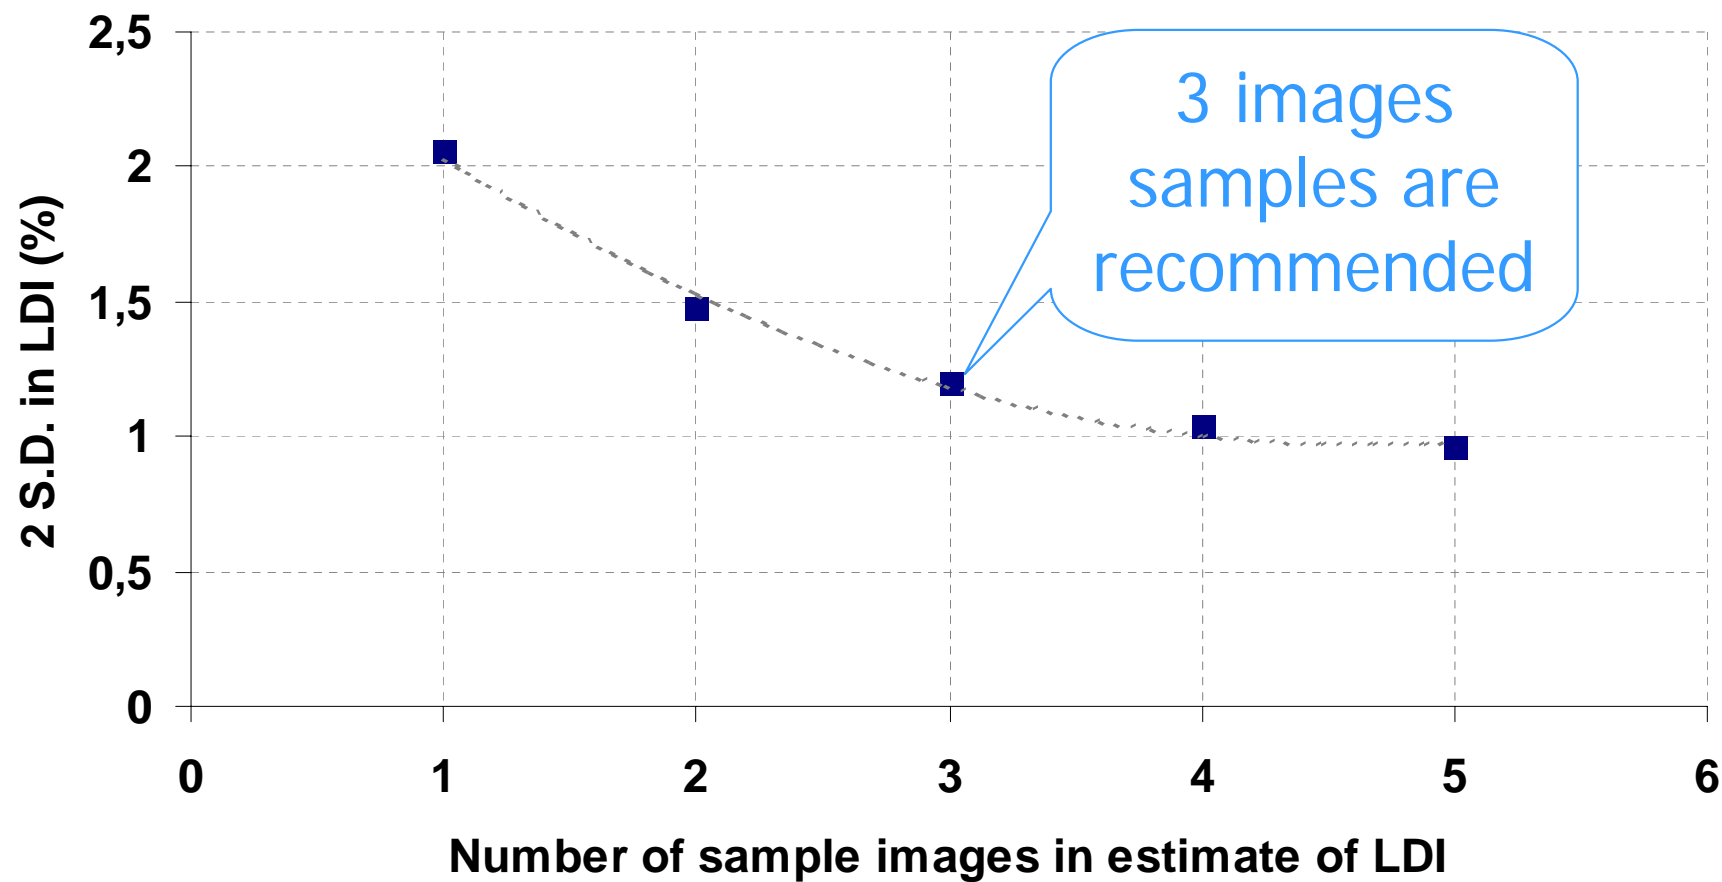 2,5
2
1,5
1
0,5
0
2 S.D. in LDI (%)
3 images
samples are
recommended
0 1 2 3 4 5 6
Number of sample images in estimate of LDI